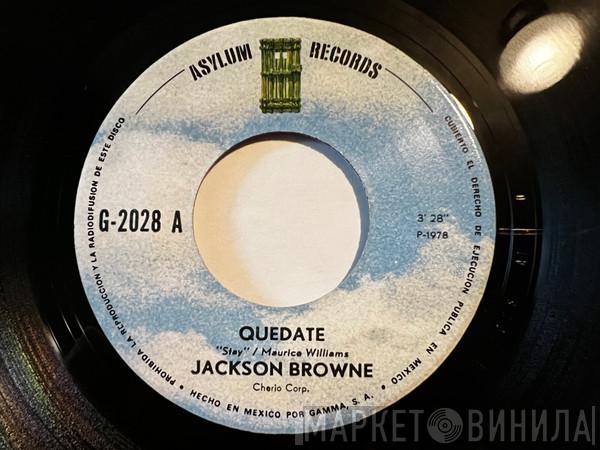 ASYLUM RECORDS
G-2028 A
3' 28"
P-1978
QUEDATE
"Stay" / Maurice Williams
JACKSON BROWNE
Cherio Corp.
• HECHO EN MEXICO POR GAMMA, S. A. •
PROHIBIDA LA REPRODUCCION Y LA RADIODIFUSION DE ESTE DISCO
CUBIERTO EL DERECHO DE EJECUCION PUBLICA EN MEXICO
МАРКЕТ ВИНИЛА